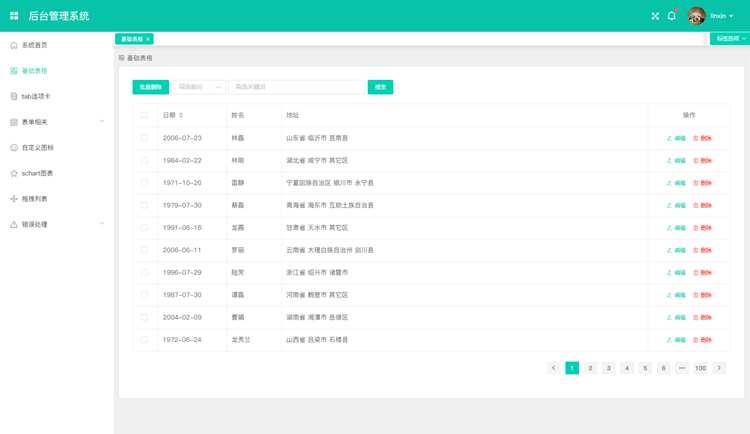 后台管理系统
linxin
系统首页
基础表格
tab选项卡
表单相关
自定义图标
schart图表
拖拽列表
错误处理
基础表格
标签选项
基础表格
批量删除 筛选省份 筛选关键词 搜索
日期 姓名 地址 操作
2006-07-23 林磊 山东省 临沂市 莒南县 编辑 删除
1984-02-22 林刚 湖北省 咸宁市 其它区 编辑 删除
1971-10-20 雷静 宁夏回族自治区 银川市 永宁县 编辑 删除
1979-07-30 蔡磊 青海省 海东市 互助土族自治县 编辑 删除
1991-06-16 龙霞 甘肃省 天水市 其它区 编辑 删除
2006-06-11 罗丽 云南省 大理白族自治州 剑川县 编辑 删除
1996-07-29 陆芳 浙江省 绍兴市 诸暨市 编辑 删除
1987-07-30 谭磊 河南省 鹤壁市 其它区 编辑 删除
2004-02-09 曹娟 湖南省 湘潭市 岳塘区 编辑 删除
1972-06-24 龙秀兰 山西省 吕梁市 石楼县 编辑 删除
1 2 3 4 5 6 ··· 100